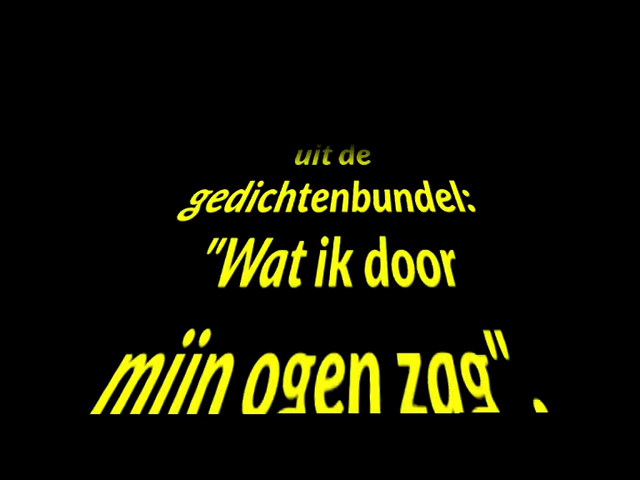 uit de
gedichtenbundel:
"Wat ik door
mijn ogen zag" .